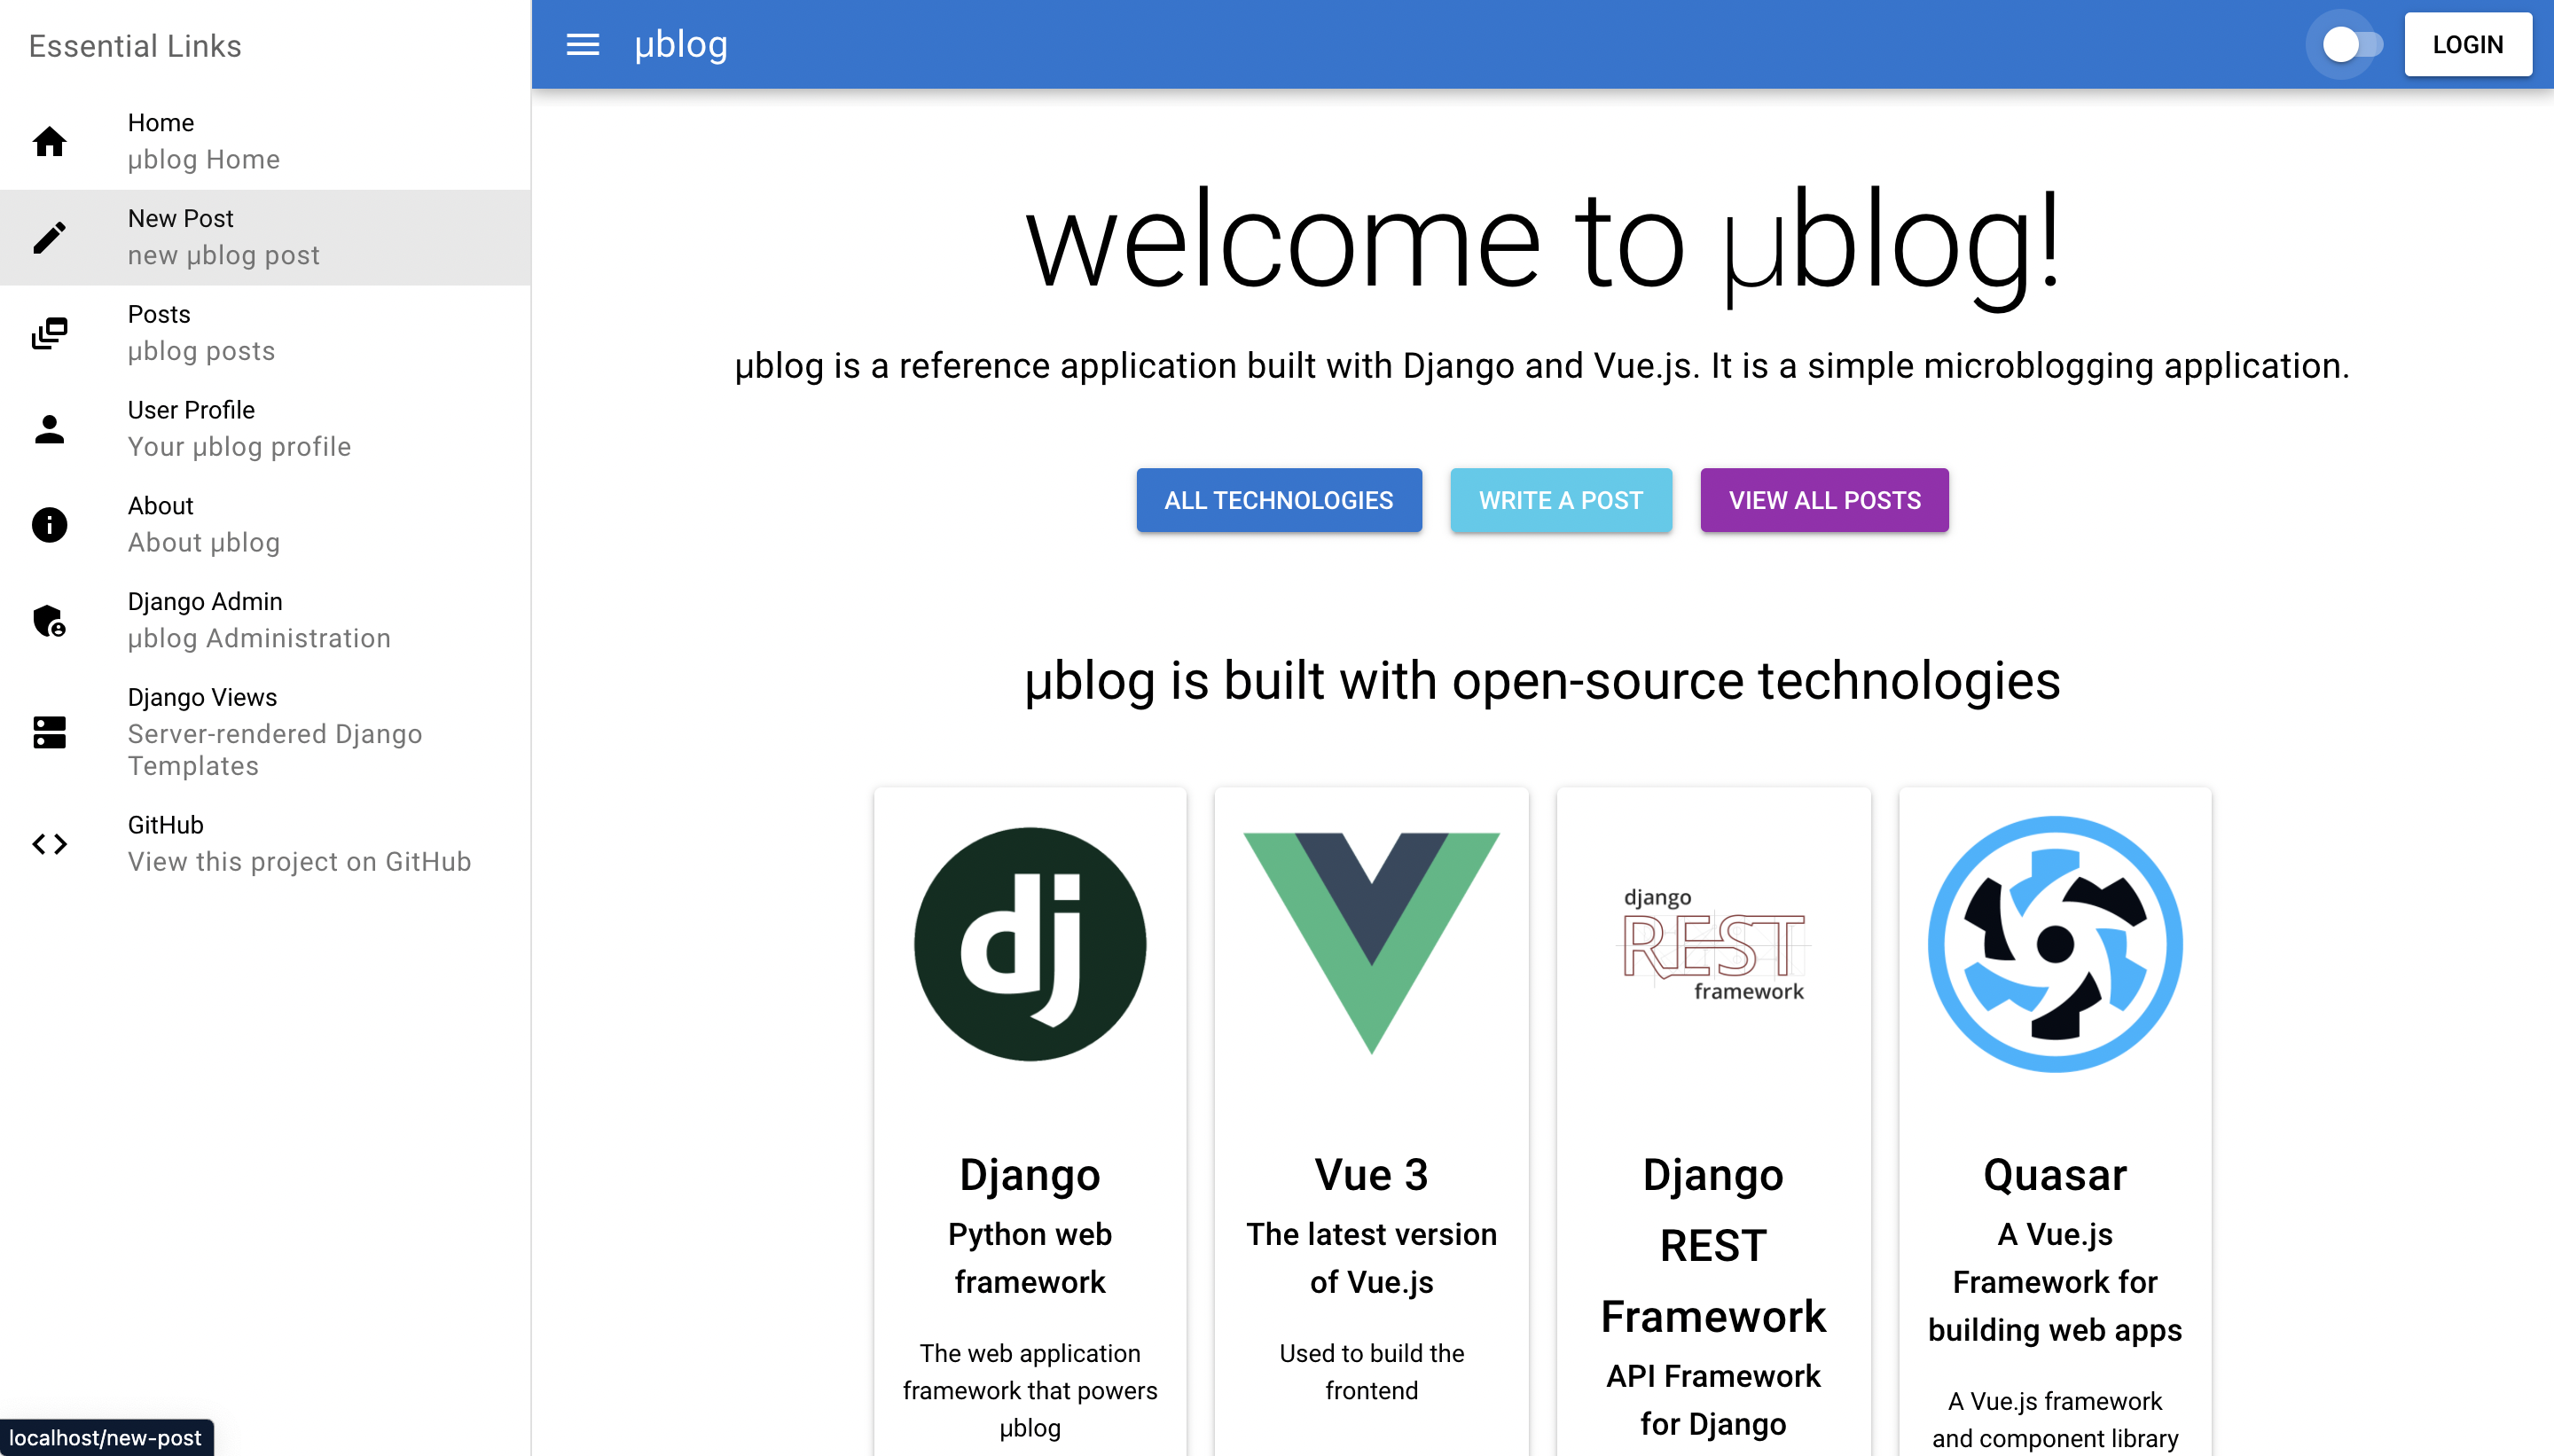 Essential Links
Home
µblog Home
New Post
new µblog post
Posts
µblog posts
User Profile
Your µblog profile
About
About µblog
Django Admin
µblog Administration
Django Views
Server-rendered Django
Templates
GitHub
View this project on GitHub
localhost/new-post
µblog
LOGIN
welcome to µblog!
µblog is a reference application built with Django and Vue.js. It is a simple microblogging application.
ALL TECHNOLOGIES
WRITE A POST
VIEW ALL POSTS
µblog is built with open-source technologies
dj
Django
Python web
framework
The web application
framework that powers
µblog
Vue 3
The latest version
of Vue.js
Used to build the
frontend
django
REST
framework
Django
REST
Framework
API Framework
for Django
Quasar
A Vue.js
Framework for
building web apps
A Vue.js framework
and component library